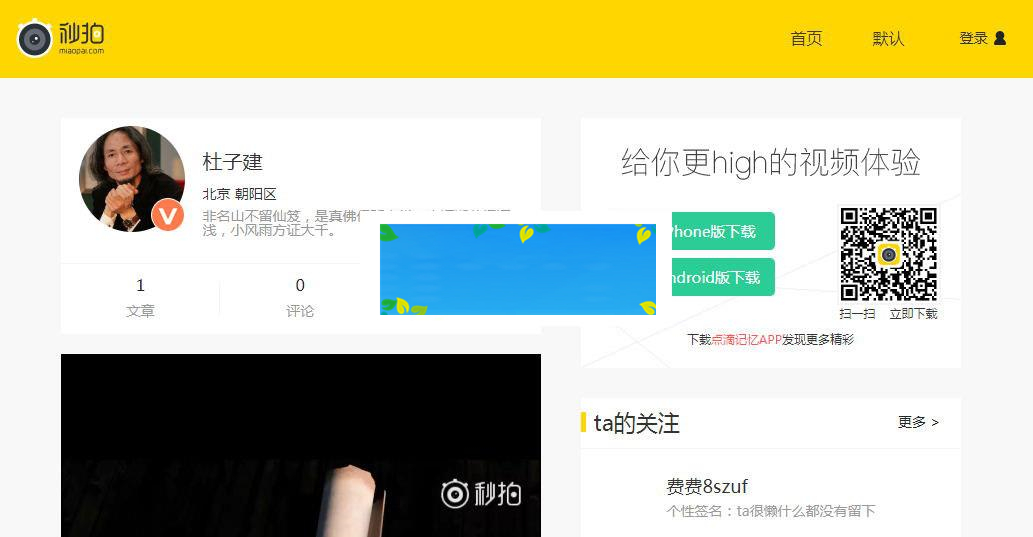 秒拍
miaopai.com
首页
默认
登录
杜子建
V
北京 朝阳区
非名山不留仙笈，是真佛
浅，小风雨方证大千。
1
文章
0
评论
秒拍
给你更high的视频体验
hone版下载
ndroid版下载
扫一扫 立即下载
下载点滴记忆APP发现更多精彩
ta的关注
更多 >
费费8szuf
个性签名：ta很懒什么都没有留下